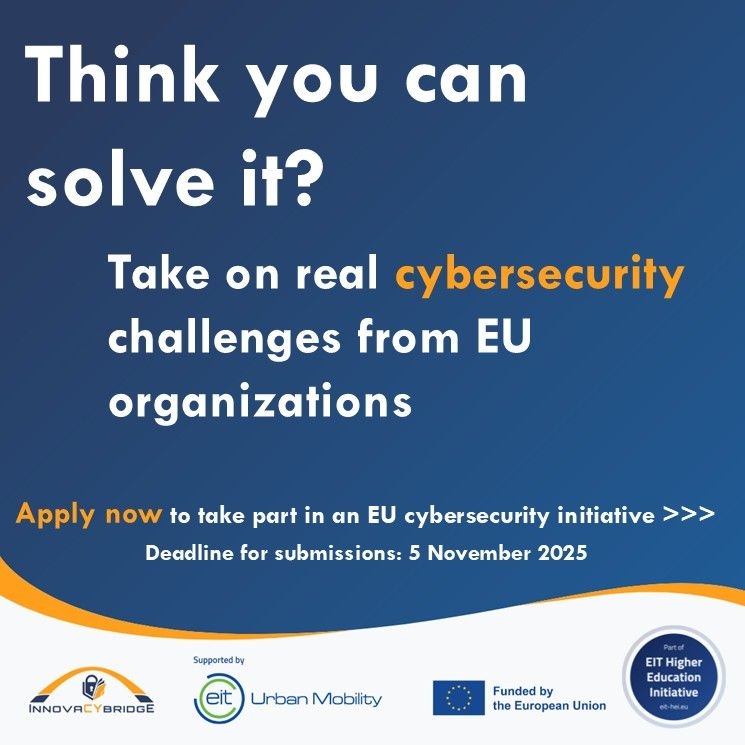 Think you can
solve it?
Take on real cybersecurity
challenges from EU
organizations
Apply now to take part in an EU cybersecurity initiative >>>
Deadline for submissions: 5 November 2025
INNOVACYBRIDGE
Supported by
eit Urban Mobility
Funded by
the European Union
Part of
EIT Higher
Education
Initiative
eit-hei.eu